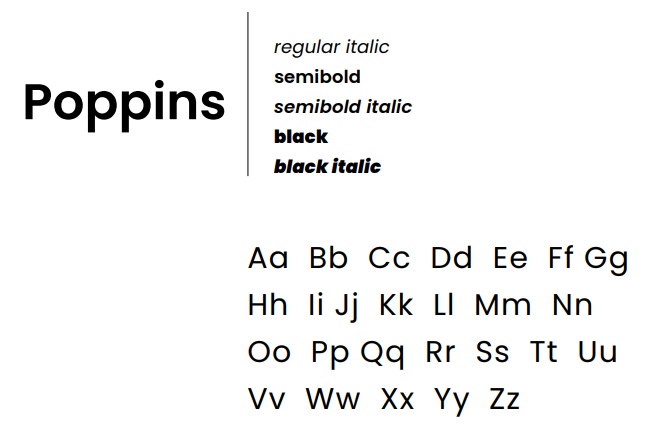 Poppins
regular italic
semibold
semibold italic
black
black italic
Aa Bb Cc Dd Ee Ff Gg
Hh Ii Jj Kk Ll Mm Nn
Oo Pp Qq Rr Ss Tt Uu
Vv Ww Xx Yy Zz